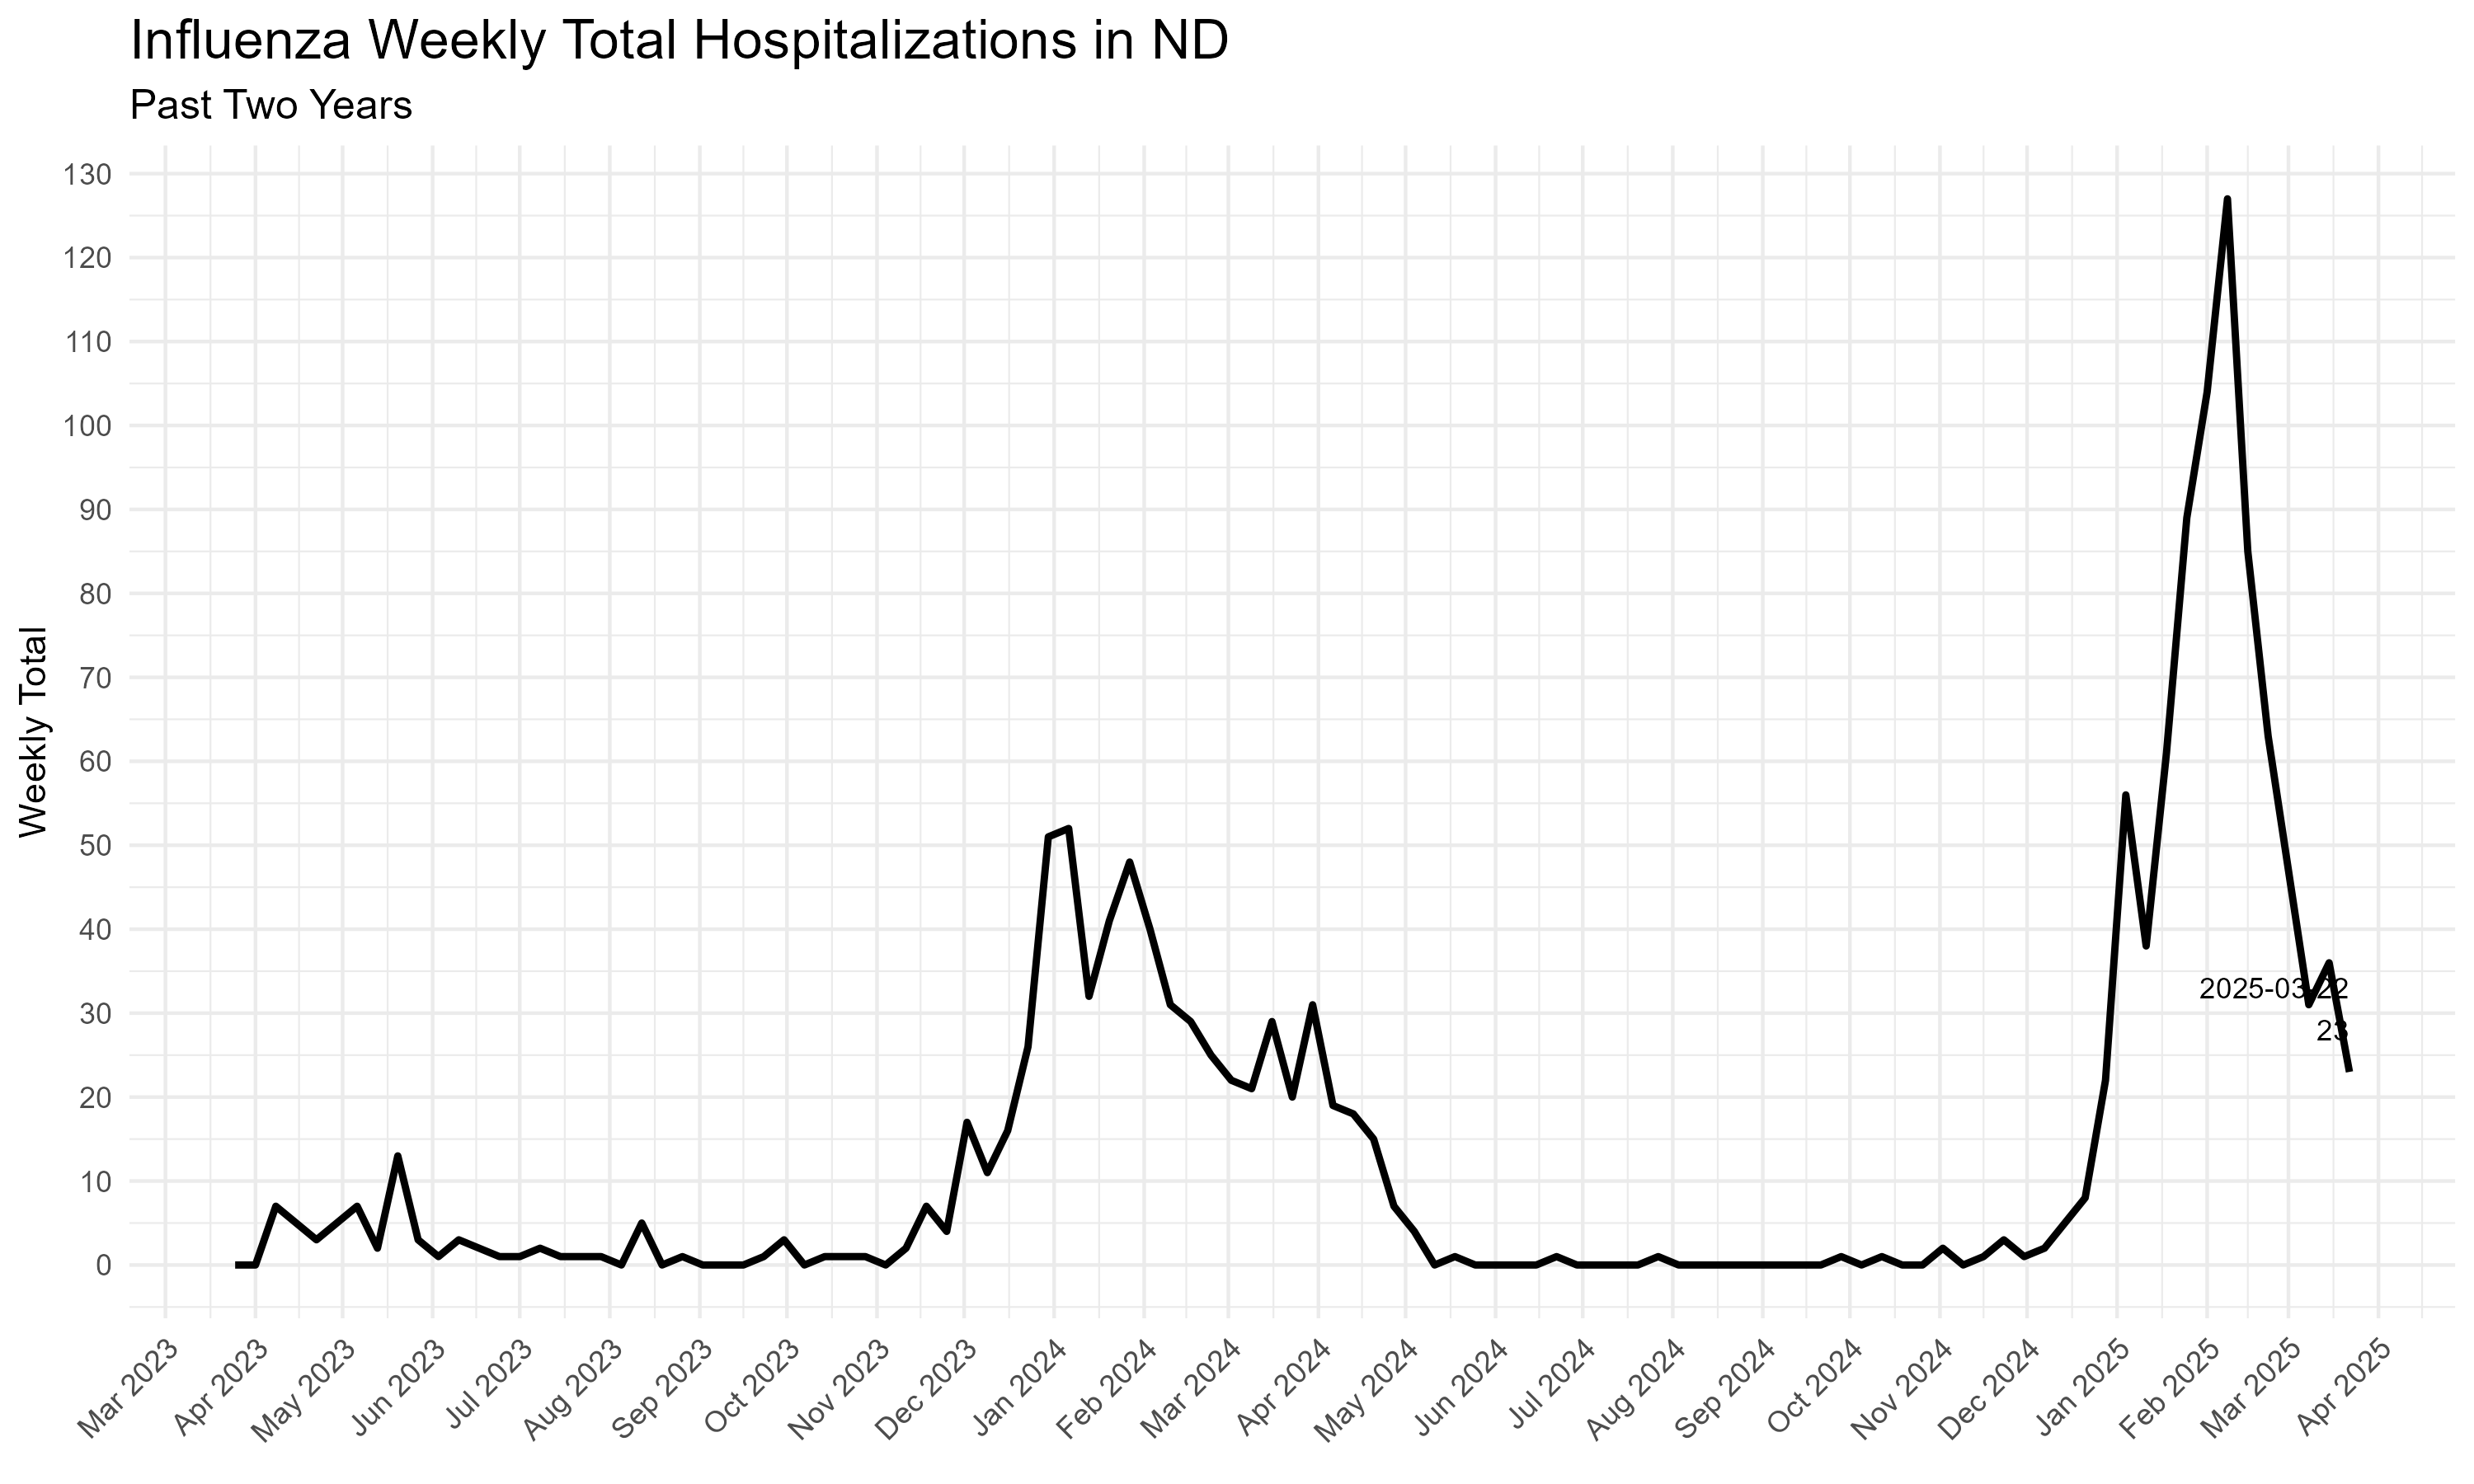 Influenza Weekly Total Hospitalizations in ND
Past Two Years
Weekly Total
130
120
110
100
90
80
70
60
50
40
30
20
10
0
2025-03-22
23
Mar 2023
Apr 2023
May 2023
Jun 2023
Jul 2023
Aug 2023
Sep 2023
Oct 2023
Nov 2023
Dec 2023
Jan 2024
Feb 2024
Mar 2024
Apr 2024
May 2024
Jun 2024
Jul 2024
Aug 2024
Sep 2024
Oct 2024
Nov 2024
Dec 2024
Jan 2025
Feb 2025
Mar 2025
Apr 2025